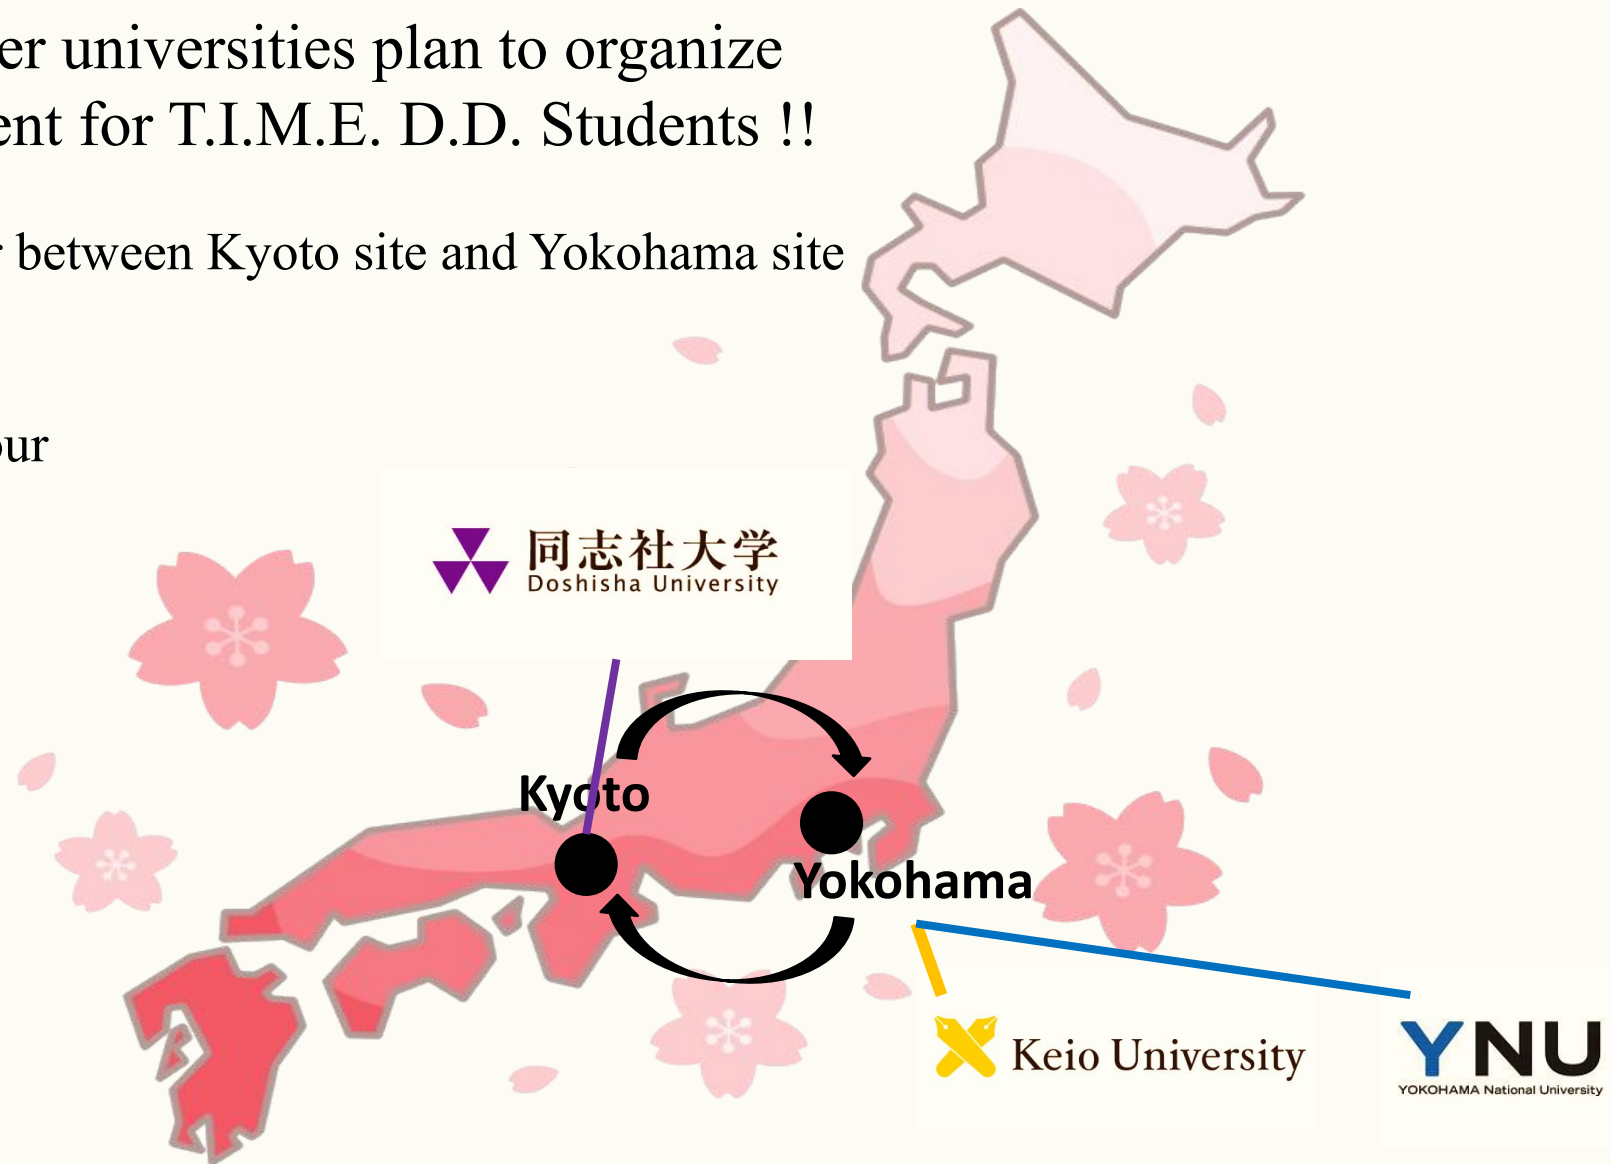 er universities plan to organize
ent for T.I.M.E. D.D. Students !!
between Kyoto site and Yokohama site
our
同志社大学
Doshisha University
Kyoto
Yokohama
Keio University
YNU
YOKOHAMA National University